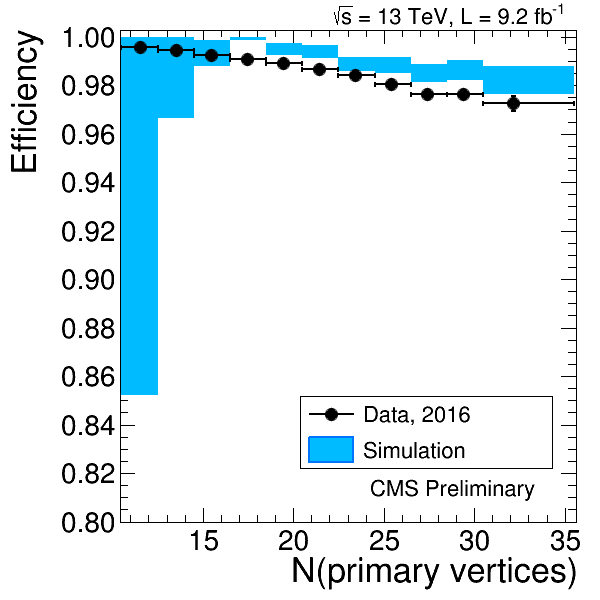 √s = 13 TeV, L = 9.2 fb⁻¹
Efficiency
1.00
0.98
0.96
0.94
0.92
0.90
0.88
0.86
0.84
0.82
0.80
Data, 2016
Simulation
CMS Preliminary
15 20 25 30 35
N(primary vertices)